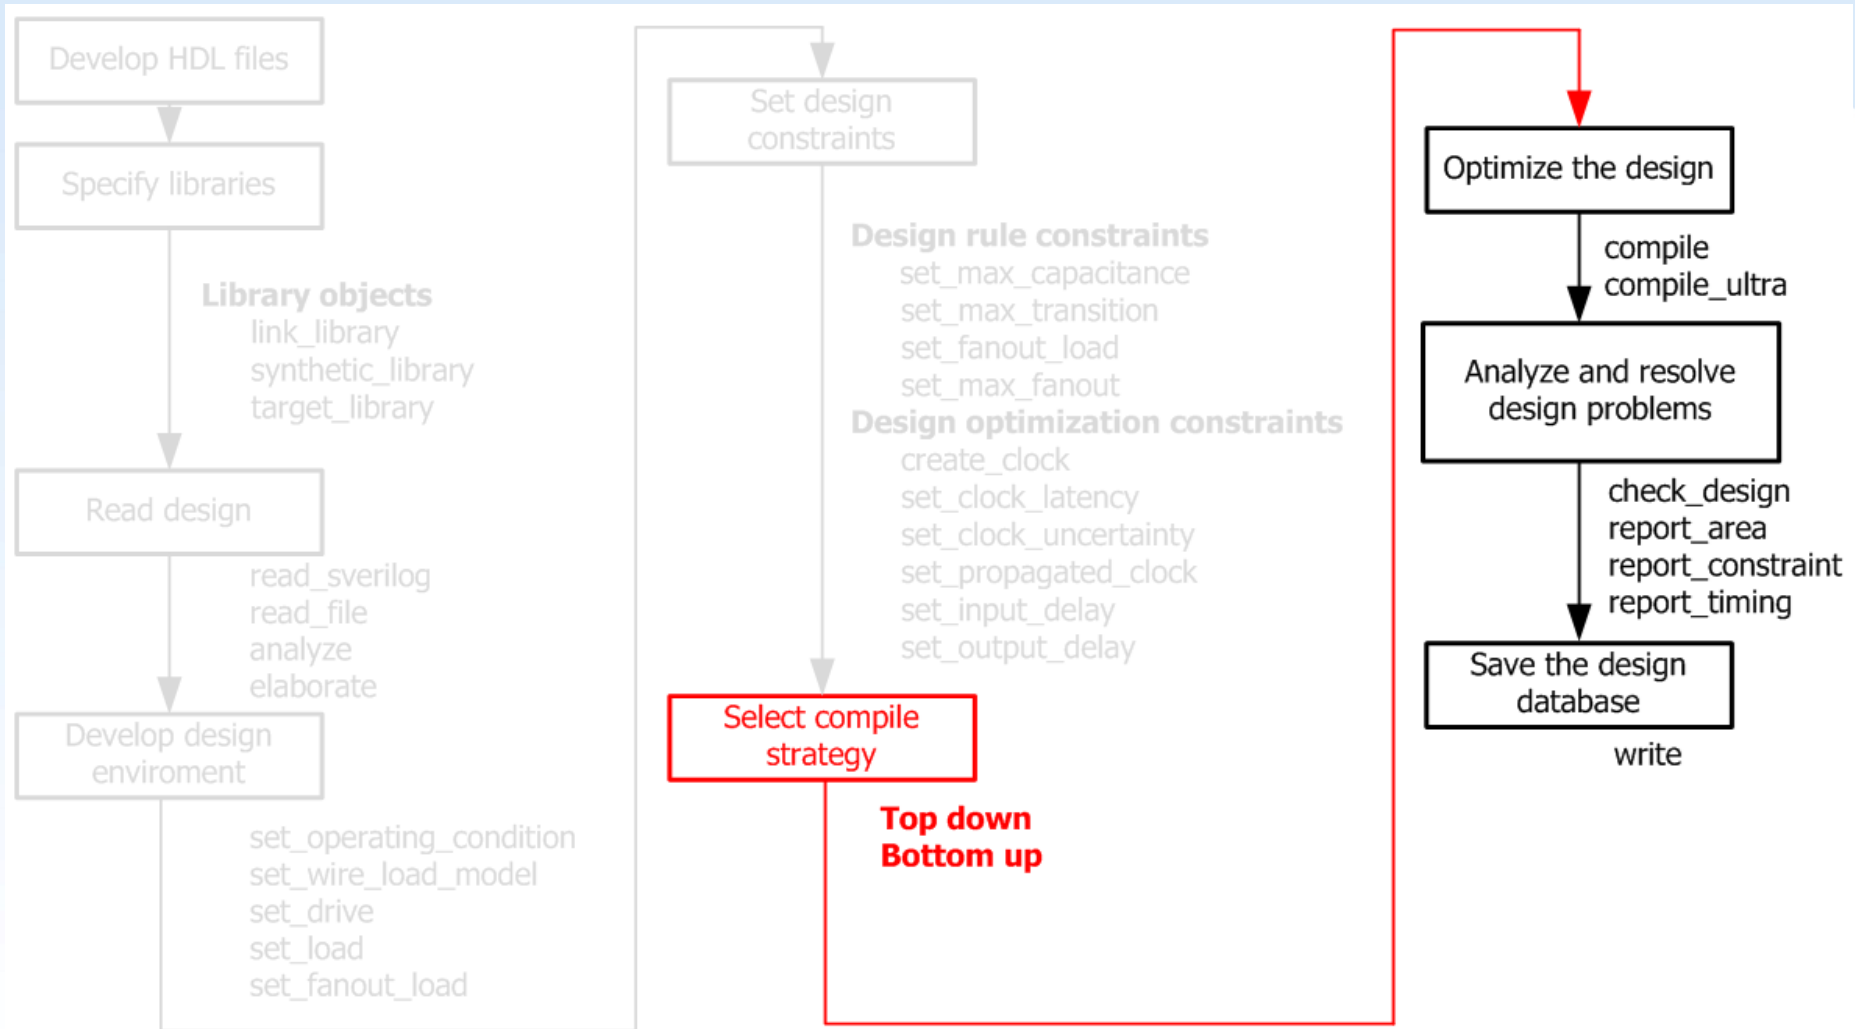 Develop HDL files
Specify libraries
Library objects
link_library
synthetic_library
target_library
Read design
read_sverilog
read_file
analyze
elaborate
Develop design
enviroment
set_operating_condition
set_wire_load_model
set_drive
set_load
set_fanout_load
Set design
constraints
Design rule constraints
set_max_capacitance
set_max_transition
set_fanout_load
set_max_fanout
Design optimization constraints
create_clock
set_clock_latency
set_clock_uncertainty
set_propagated_clock
set_input_delay
set_output_delay
Select compile
strategy
Top down
Bottom up
Optimize the design
compile
compile_ultra
Analyze and resolve
design problems
check_design
report_area
report_constraint
report_timing
Save the design
database
write